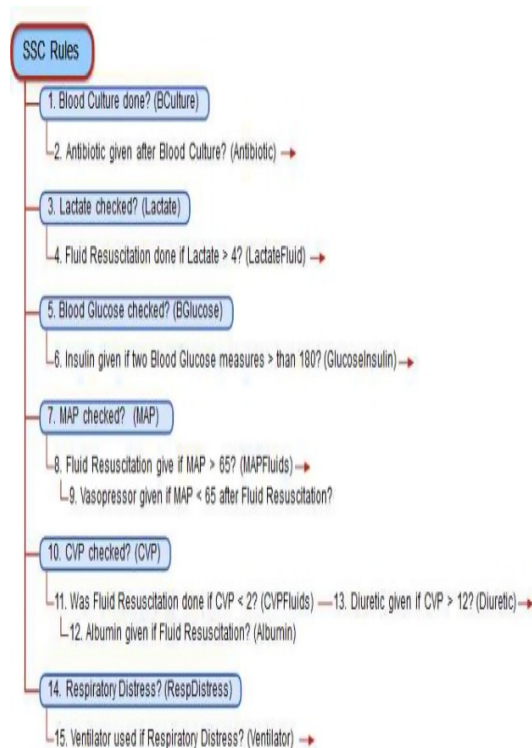 SSC Rules
1. Blood Culture done? (BCulture)
2. Antibiotic given after Blood Culture? (Antibiotic)
3. Lactate checked? (Lactate)
4. Fluid Resuscitation done if Lactate > 4? (LactateFluid)
5. Blood Glucose checked? (BGlucose)
6. Insulin given if two Blood Glucose measures > than 180? (GlucoseInsulin)
7. MAP checked? (MAP)
8. Fluid Resuscitation give if MAP > 65? (MAPFluids)
9. Vasopressor given if MAP < 65 after Fluid Resuscitation?
10. CVP checked? (CVP)
11. Was Fluid Resuscitation done if CVP < 2? (CVPFluids) 13. Diuretic given if CVP > 12? (Diuretic)
12. Albumin given if Fluid Resuscitation? (Albumin)
14. Respiratory Distress? (RespDistress)
15. Ventilator used if Respiratory Distress? (Ventilator)